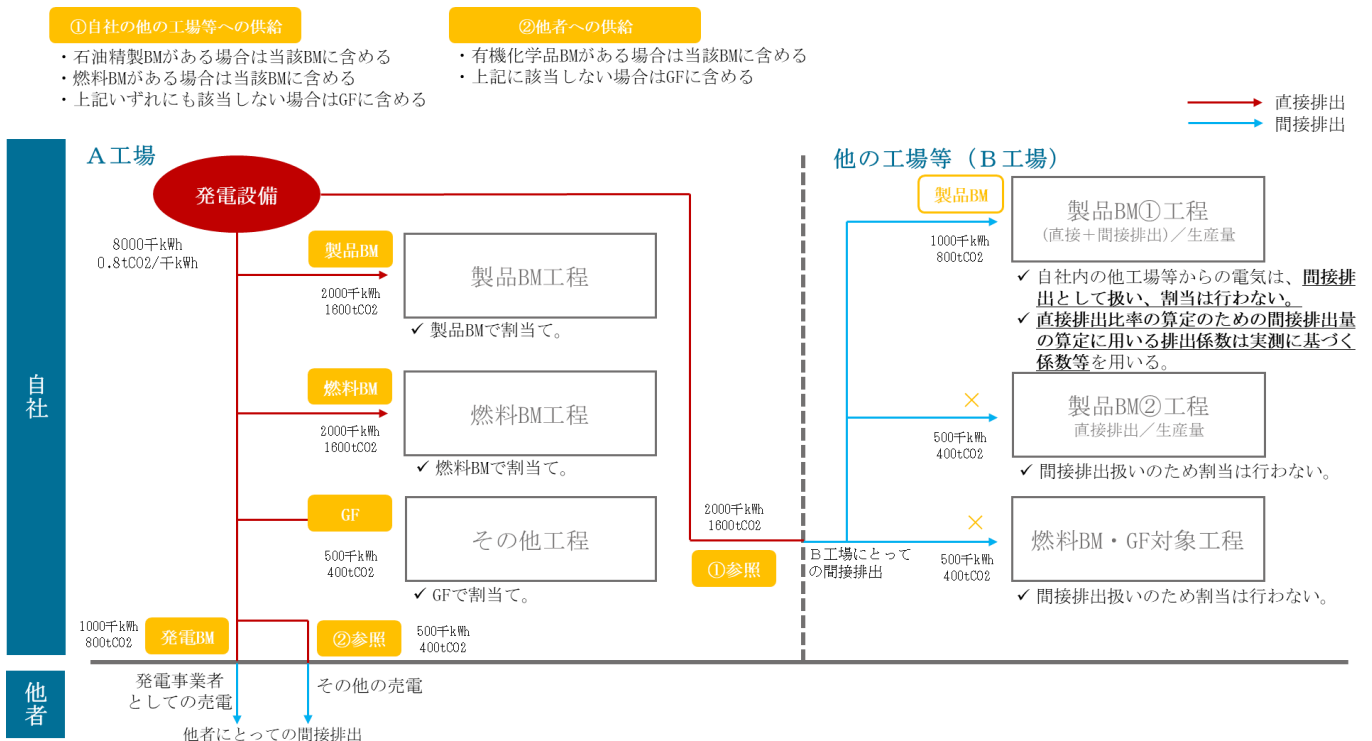 ①自社の他の工場等への供給
・石油精製BMがある場合は当該BMに含める
・燃料BMがある場合は当該BMに含める
・上記いずれにも該当しない場合はGFに含める
②他者への供給
・有機化学品BMがある場合は当該BMに含める
・上記に該当しない場合はGFに含める
直接排出
間接排出
自社
A工場
発電設備
8000千kWh
0.8tCO2/千kWh
製品BM
2000千kWh
1600tCO2
製品BM工程
✓ 製品BMで割当て。
燃料BM
2000千kWh
1600tCO2
燃料BM工程
✓ 燃料BMで割当て。
GF
500千kWh
400tCO2
その他工程
✓ GFで割当て。
2000千kWh
1600tCO2
①参照
1000千kWh
800tCO2
発電BM
②参照
500千kWh
400tCO2
他の工場等（B工場）
製品BM
1000千kWh
800tCO2
製品BM①工程
(直接＋間接排出)／生産量
✓ 自社内の他工場等からの電気は、間接排
出として扱い、割当は行わない。
✓ 直接排出比率の算定のための間接排出量
の算定に用いる排出係数は実測に基づく
係数等を用いる。
×
500千kWh
400tCO2
製品BM②工程
直接排出／生産量
✓ 間接排出扱いのため割当は行わない。
×
500千kWh
400tCO2
B工場にとって
の間接排出
燃料BM・GF対象工程
✓ 間接排出扱いのため割当は行わない。
他者
発電事業者
としての売電
その他の売電
他者にとっての間接排出